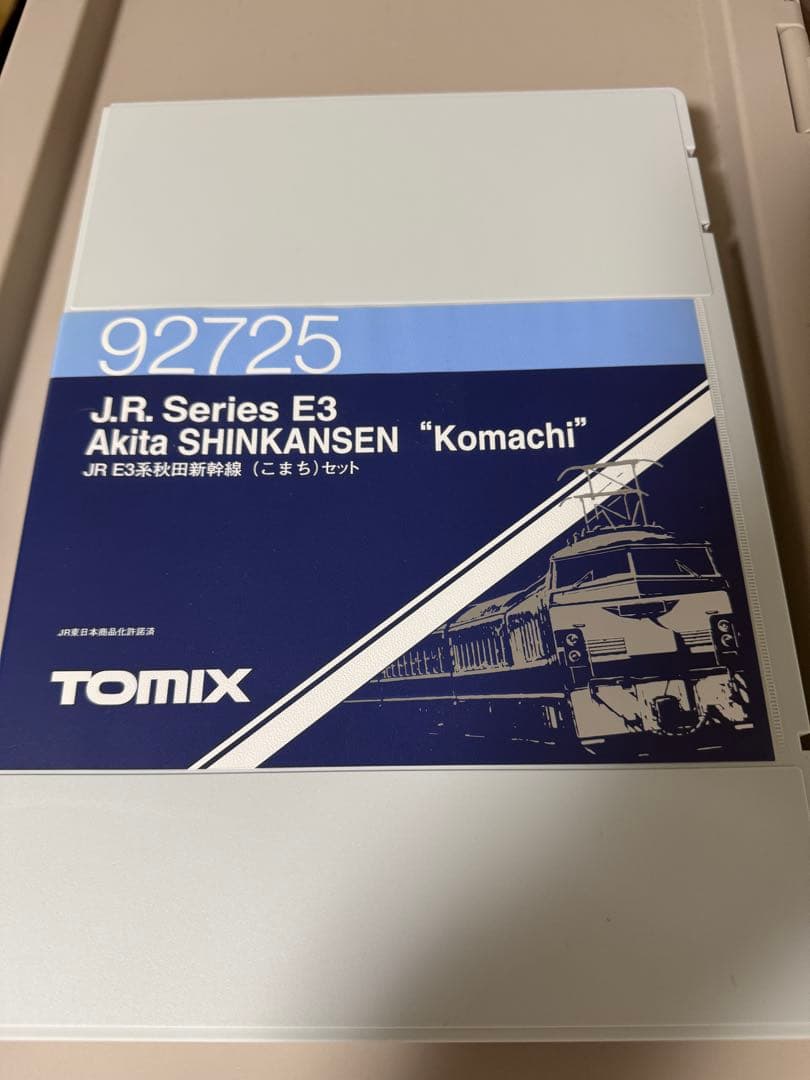 92725
J.R. Series E3
Akita SHINKANSEN “Komachi”
JR E3系秋田新幹線（こまち）セット
JR東日本商品化許諾済
TOMIX